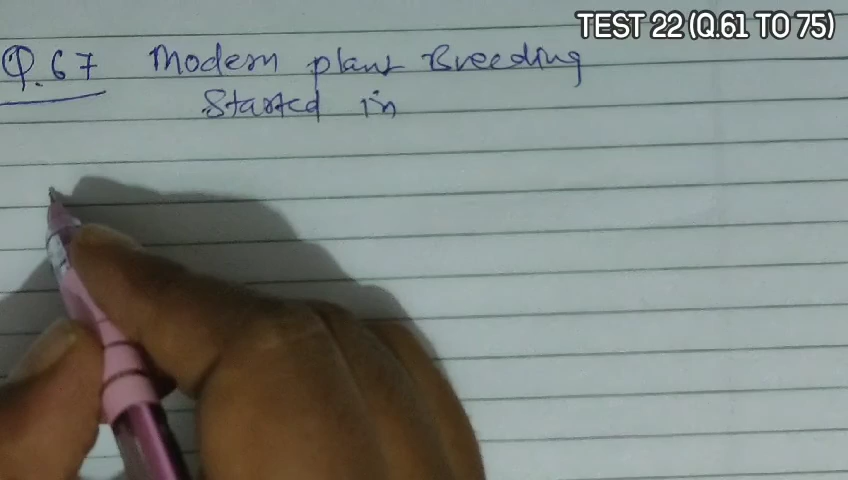 TEST 22 (Q.61 TO 75)
Q.67 Modern plant Breeding
Started in